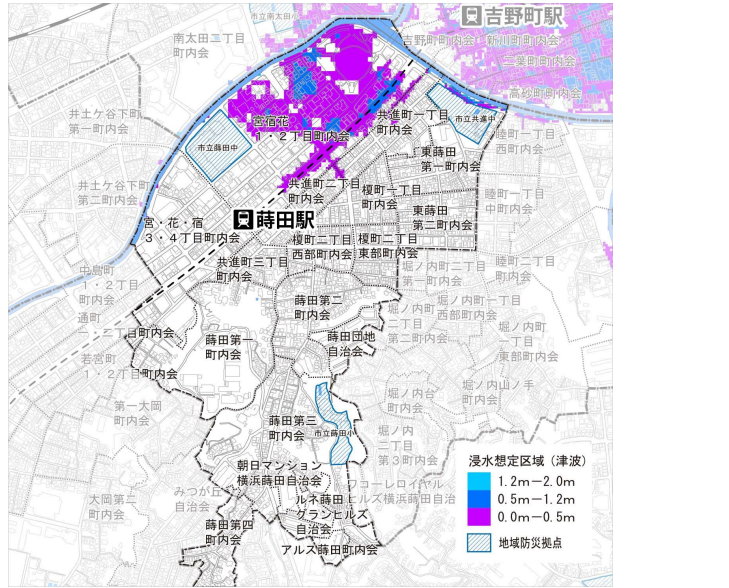 市立南太田小
吉野町駅
南太田二丁目
町内会
吉野町町内会
新川町町内会
二葉町町内会
高砂町町内会
井土ケ谷下町
第一町内会
宮宿花
1・2丁目町内会
共進町一丁目
町内会
市立共進中
市立蒔田中
睦町一丁目
西町内会
東蒔田
第一町内会
井土ケ谷下町
第二町内会
共進町二丁目
町内会
榎町一丁目
町内会
睦町一丁目
中町内会
蒔田駅
東蒔田
第二町内会
宮・花・宿
3・4丁目町内会
榎町二丁目
西部町内会
榎町二丁目
東部町内会
共進町三丁目
町内会
堀ノ内町二丁目
第一町内会
睦町二丁目
町内会
中島町
1・2丁目
町内会
蒔田第二
町内会
堀ノ内町一丁目
西部町内会
通町
丁目町内会
堀ノ内町
二丁目
第二町内会
堀ノ内町
一丁目
東部町内会
蒔田第一
町内会
蒔田団地
自治会
若宮町
1・2丁目町内会
堀ノ内山ノ手
町内会
堀ノ内台
町内会
第一大岡
町内会
蒔田第三
町内会
市立蒔田小
堀ノ内
二丁目
第3町内会
浸水想定区域（津波）
1.2m－2.0m
0.5m－1.2m
0.0m－0.5m
地域防災拠点
朝日マンション
横浜蒔田自治会
ワコーレロイヤル
ヒルズ横浜蒔田自治会
大岡第二
町内会
みつが丘
自治会
ルネ蒔田
グランヒルズ
自治会
蒔田第四
町内会
アルス蒔田町内会